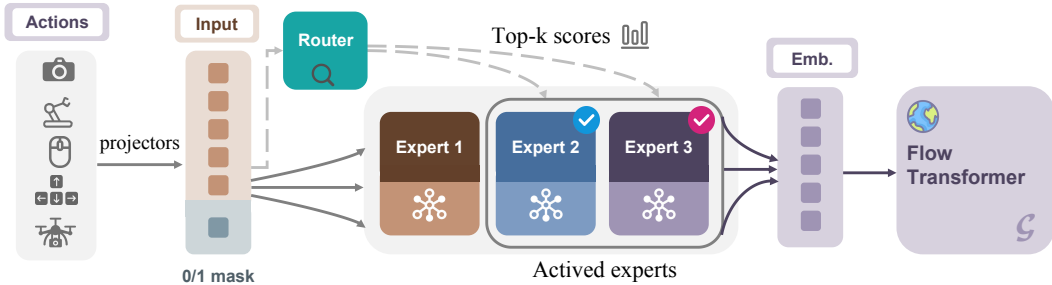 Actions
Input
Router
Top-k scores
Emb.
projectors
Expert 1
Expert 2
Expert 3
Flow
Transformer
𝒢
0/1 mask
Actived experts